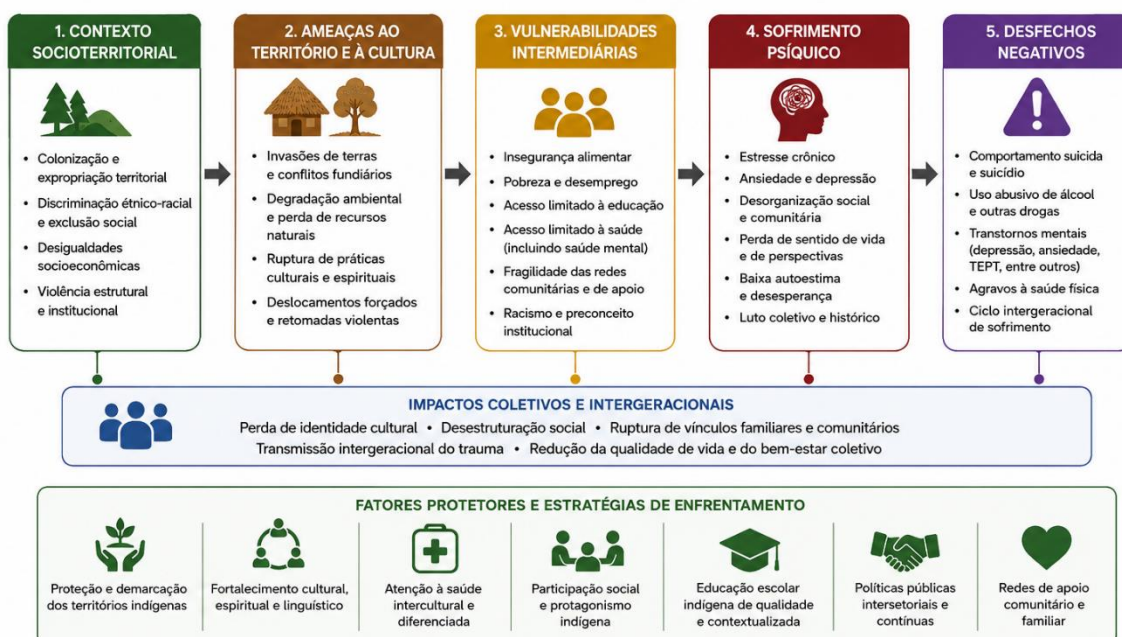 1. CONTEXTO
SOCIOTERRITORIAL
• Colonização e
expropriação territorial
• Discriminação étnico-racial
e exclusão social
• Desigualdades
socioeconômicas
• Violência estrutural
e institucional
2. AMEAÇAS AO
TERRITÓRIO E À CULTURA
• Invasões de terras
e conflitos fundiários
• Degradação ambiental
e perda de recursos
naturais
• Ruptura de práticas
culturais e espirituais
• Deslocamentos forçados
e retomadas violentas
3. VULNERABILIDADES
INTERMEDIÁRIAS
• Insegurança alimentar
• Pobreza e desemprego
• Acesso limitado à educação
• Acesso limitado à saúde
(incluindo saúde mental)
• Fragilidade das redes
comunitárias e de apoio
• Racismo e preconceito
institucional
4. SOFRIMENTO
PSÍQUICO
• Estresse crônico
• Ansiedade e depressão
• Desorganização social
e comunitária
• Perda de sentido de vida
e de perspectivas
• Baixa autoestima
e desesperança
• Luto coletivo e histórico
5. DESFECHOS
NEGATIVOS
• Comportamento suicida
e suicídio
• Uso abusivo de álcool
e outras drogas
• Transtornos mentais
(depressão, ansiedade,
TEPT, entre outros)
• Agravos à saúde física
• Ciclo intergeracional
de sofrimento
IMPACTOS COLETIVOS E INTERGERACIONAIS
Perda de identidade cultural • Desestruturação social • Ruptura de vínculos familiares e comunitários
Transmissão intergeracional do trauma • Redução da qualidade de vida e do bem-estar coletivo
FATORES PROTETORES E ESTRATÉGIAS DE ENFRENTAMENTO
Proteção e demarcação
dos territórios indígenas
Fortalecimento cultural,
espiritual e linguístico
Atenção à saúde
intercultural e
diferenciada
Participação social
e protagonismo
indígena
Educação escolar
indígena de qualidade
e contextualizada
Políticas públicas
intersetoriais e
contínuas
Redes de apoio
comunitário e
familiar